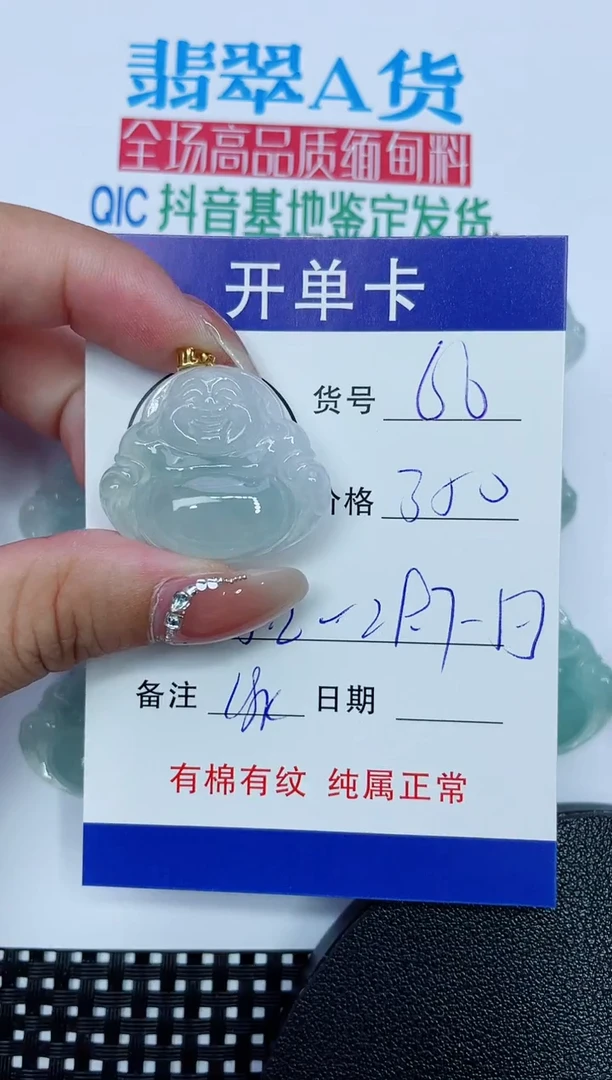 翡翠A货
全场高品质缅甸料
QIC 抖音基地鉴定发货
开单卡
货号 66
价格 380
备注 日期
有棉有纹 纯属正常